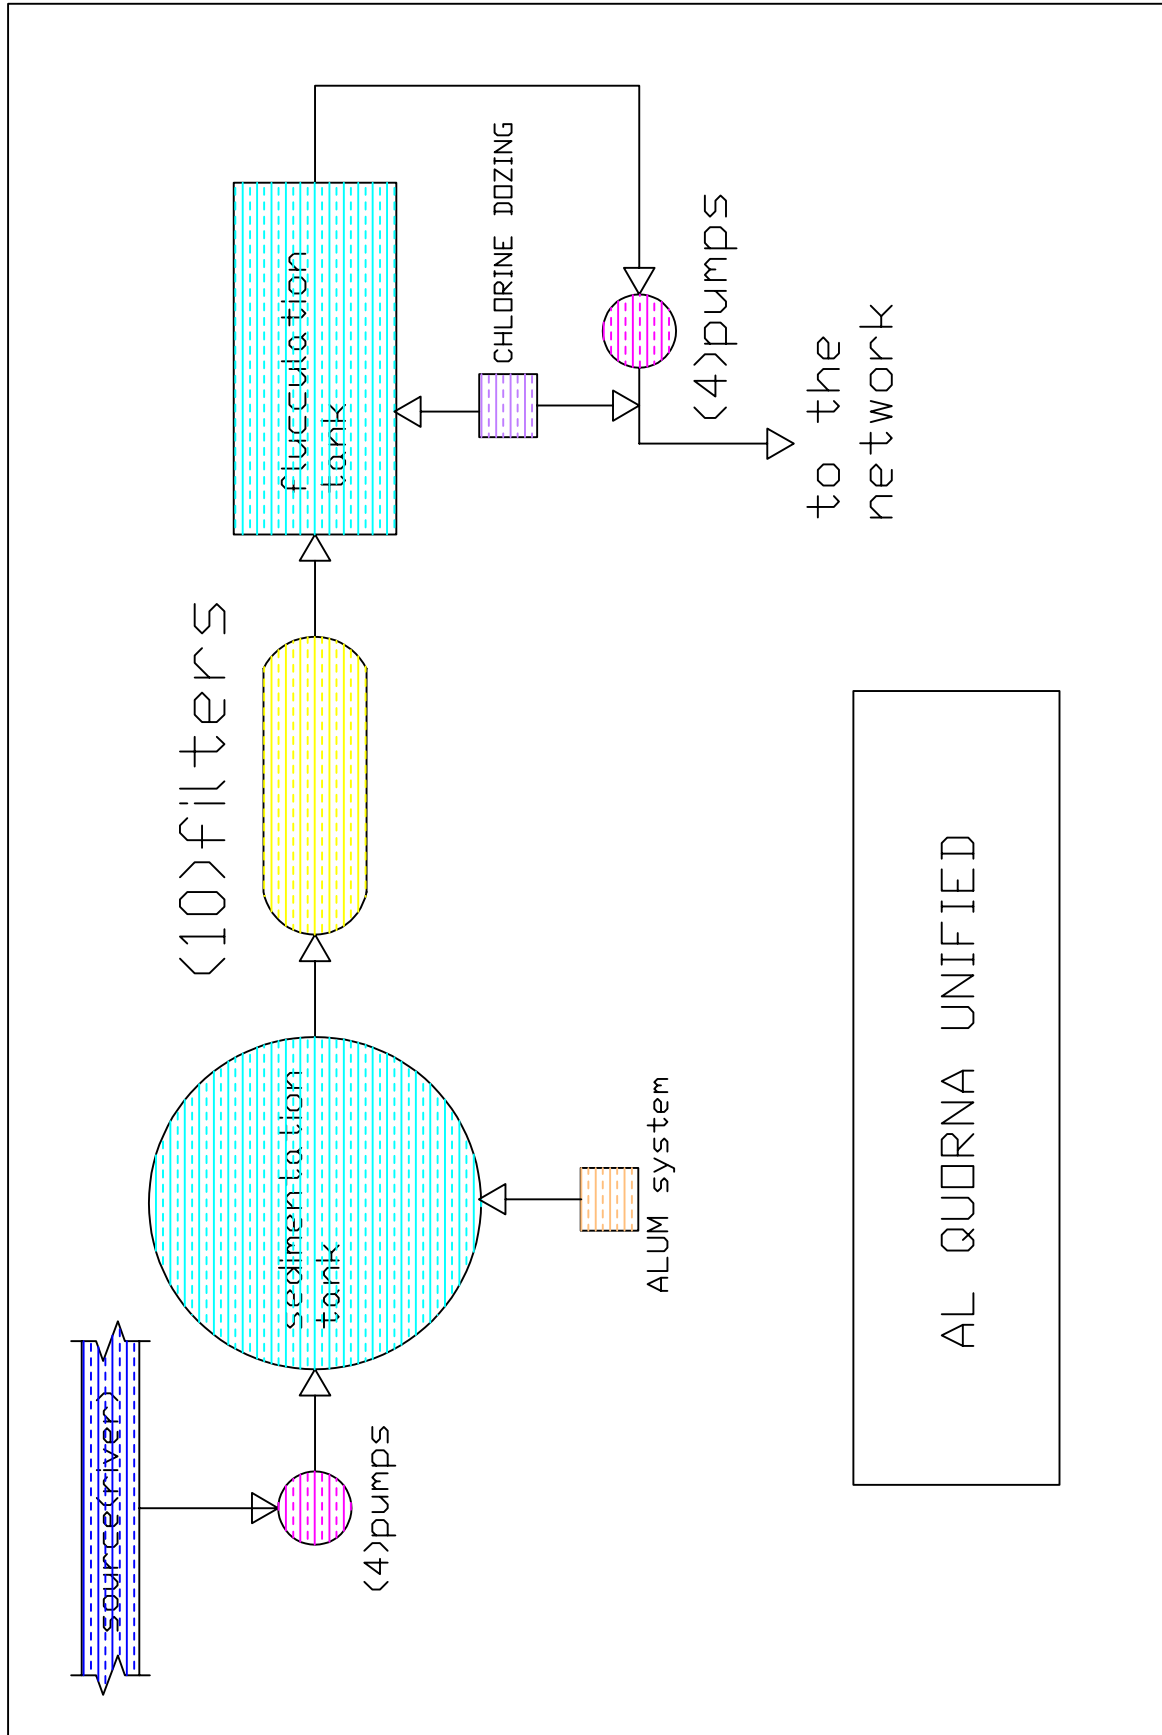 source(river)
(4)pumps
sedimentation
tank
ALUM system
(10)filters
flucculation
tank
CHLORINE DOZING
(4)pumps
to the
network
AL QUORNA UNIFIED